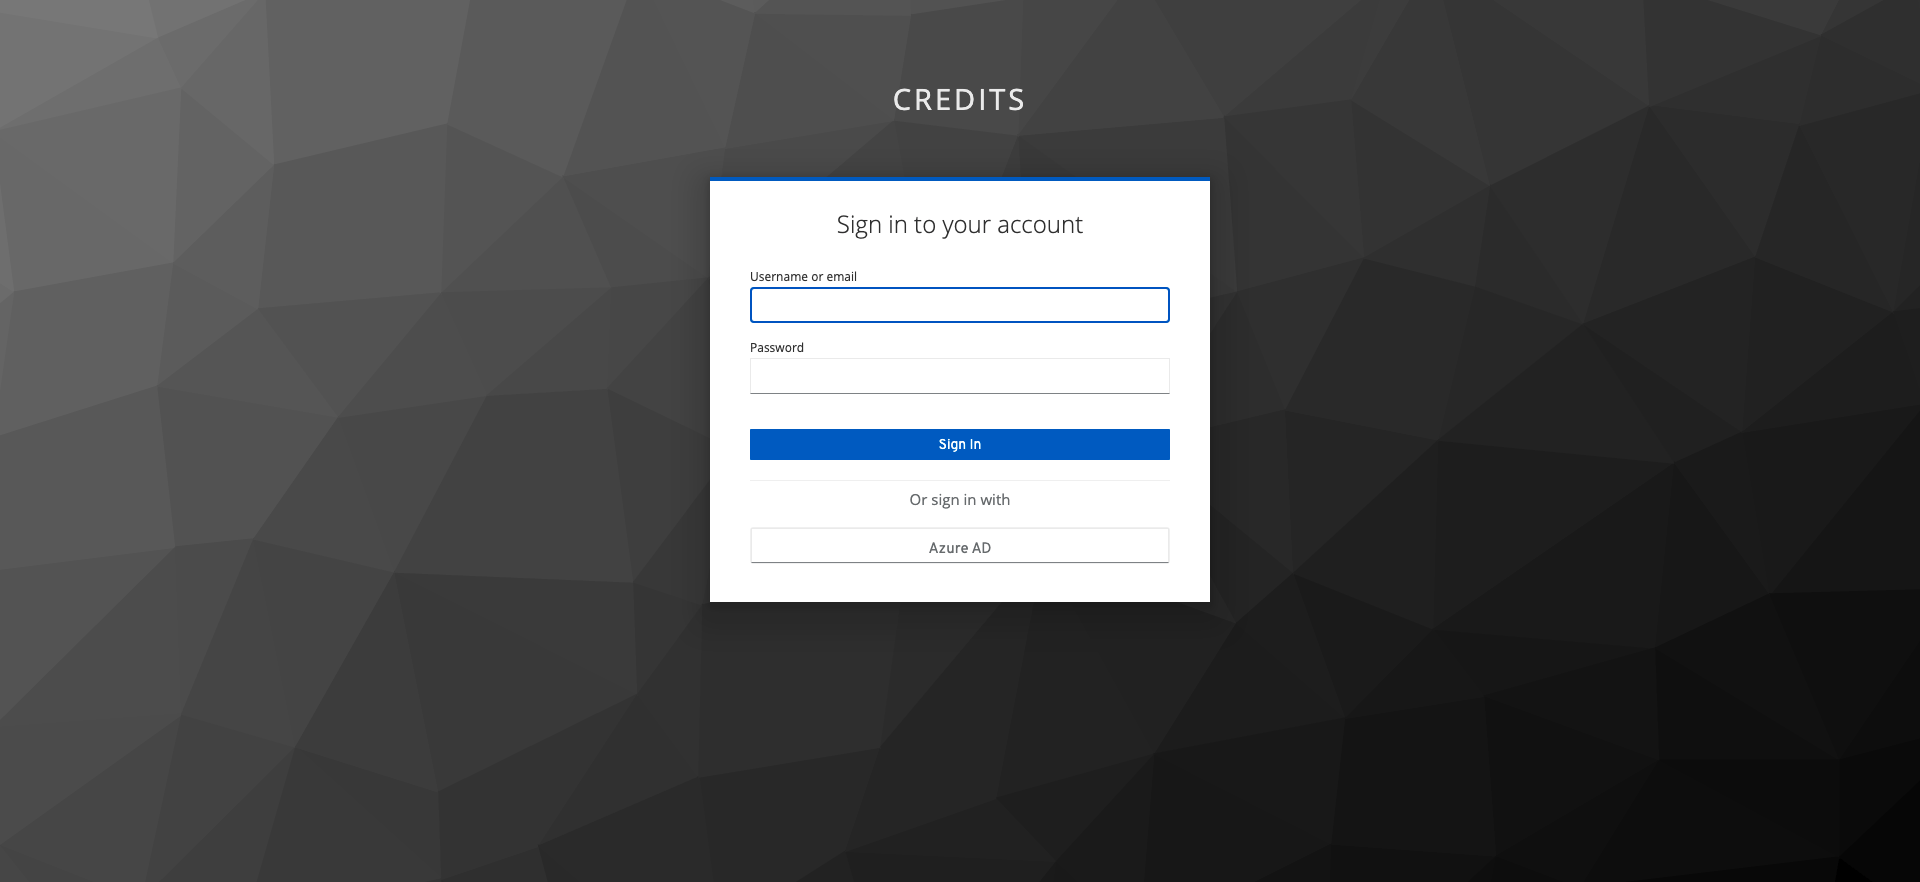 CREDITS
Sign in to your account
Username or email
Password
Sign In
Or sign in with
Azure AD